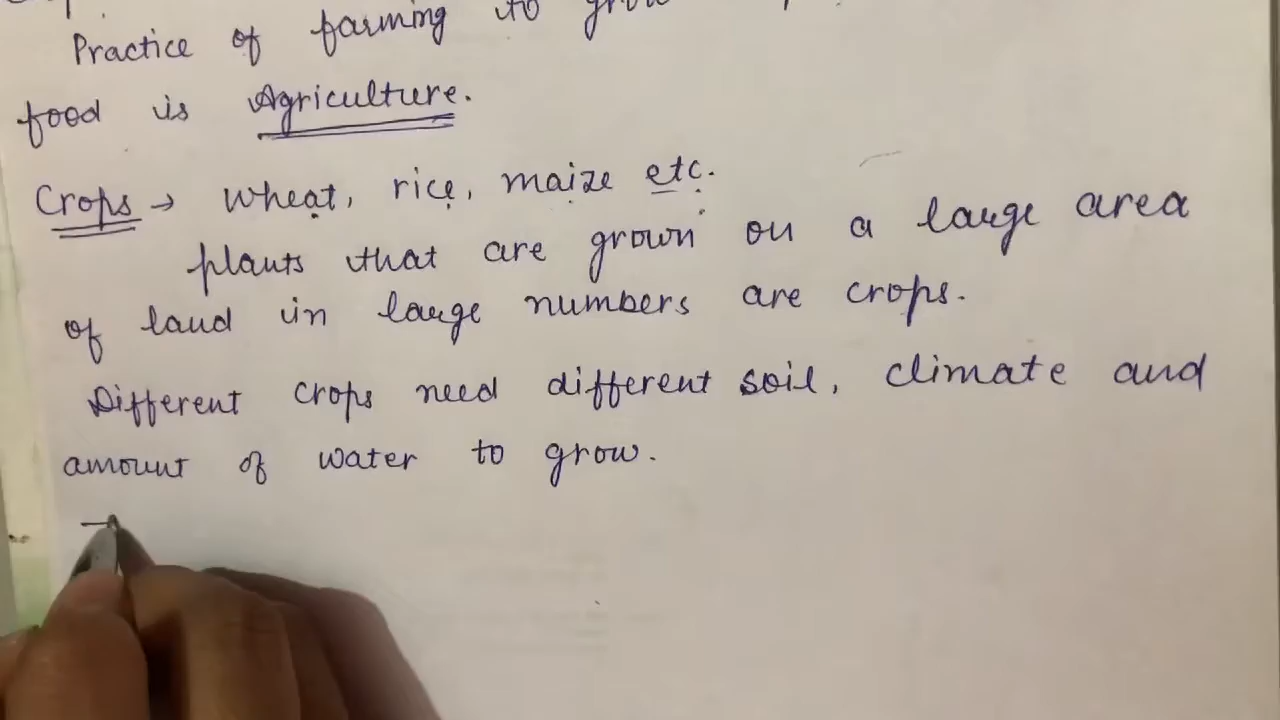 Practice of farming to grow
food is Agriculture.
Crops → Wheat, rice, maize etc.
plants that are grown on a large area
of land in large numbers are crops.
Different crops need different soil, climate and
amount of water to grow.